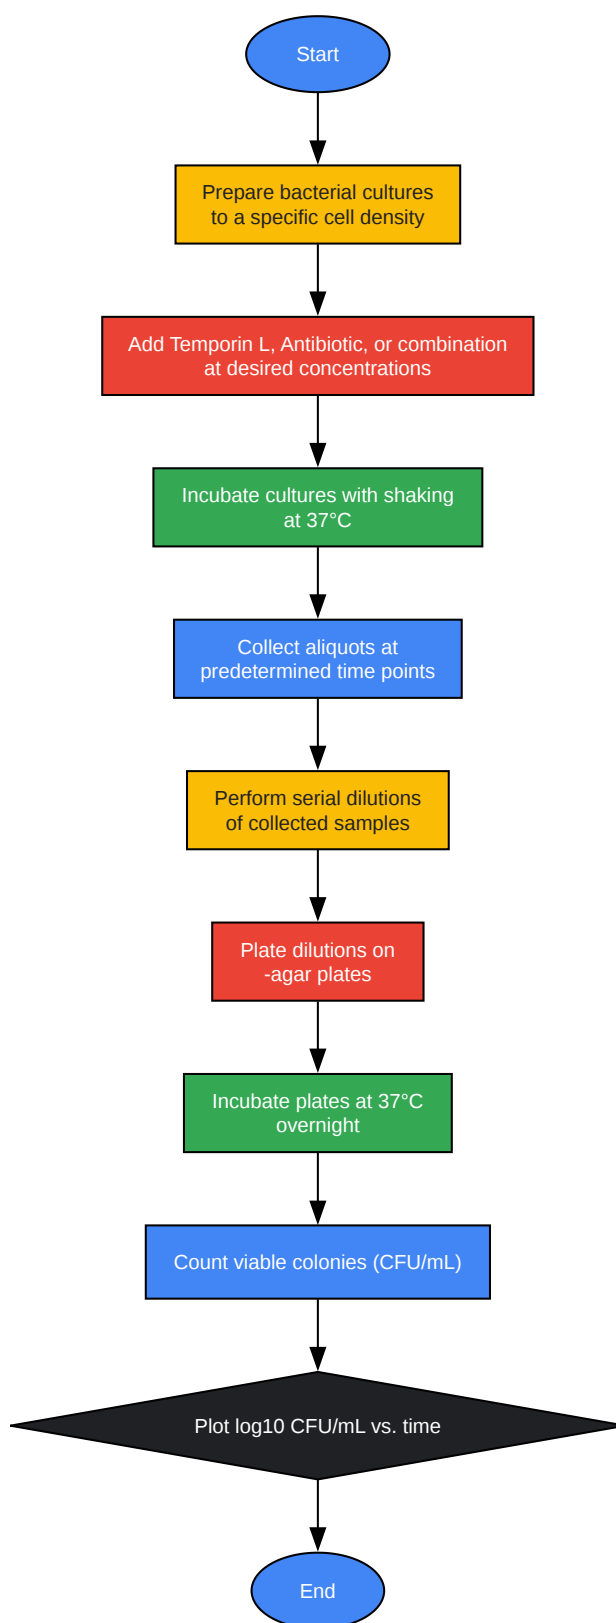 Start
Prepare bacterial cultures
to a specific cell density
Add Temporin L, Antibiotic, or combination
at desired concentrations
Incubate cultures with shaking
at 37°C
Collect aliquots at
predetermined time points
Perform serial dilutions
of collected samples
Plate dilutions on
-agar plates
Incubate plates at 37°C
overnight
Count viable colonies (CFU/mL)
Plot log10 CFU/mL vs. time
End